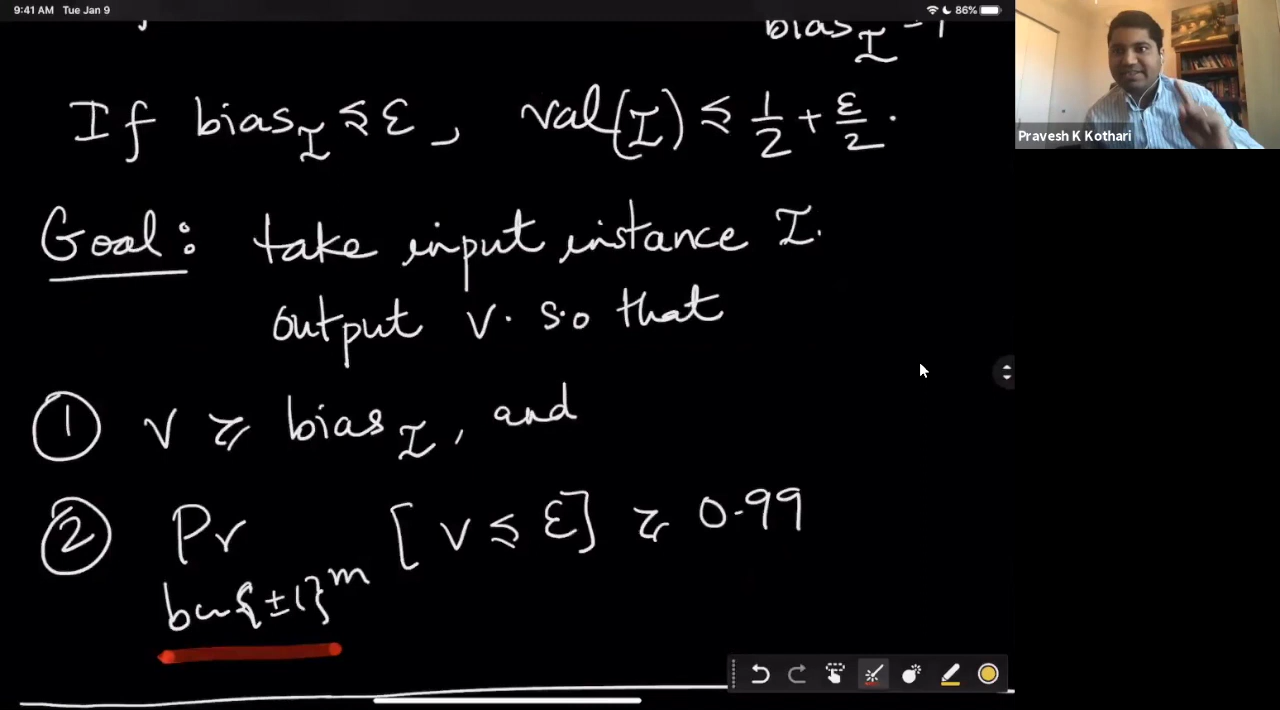 9:41 AM Tue Jan 9
86%
bias_I = 1
If bias_I ≤ ε, val(I) ≤ 1/2 + ε/2.
Pravesh K Kothari
Goal: take input instance I.
output v. s.o that
① v ≥ bias_I, and
② Pr [v ≤ ε] ≥ 0.99
b~{±1}^m